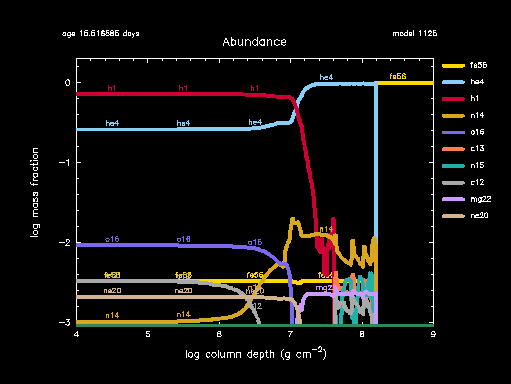 age 16.616585 days
model 1126
Abundance
fe56
he4
h1
n14
o16
c13
n15
c12
mg22
ne20
0
−1
−2
−3
log mass fraction
h1 h1 h1
he4 he4 he4 he4
fe56
o16 o16 o16
n14
fe56 fe56
ne20 ne20
n14 n14
4 5 6 7 8 9
log column depth (g cm⁻²)